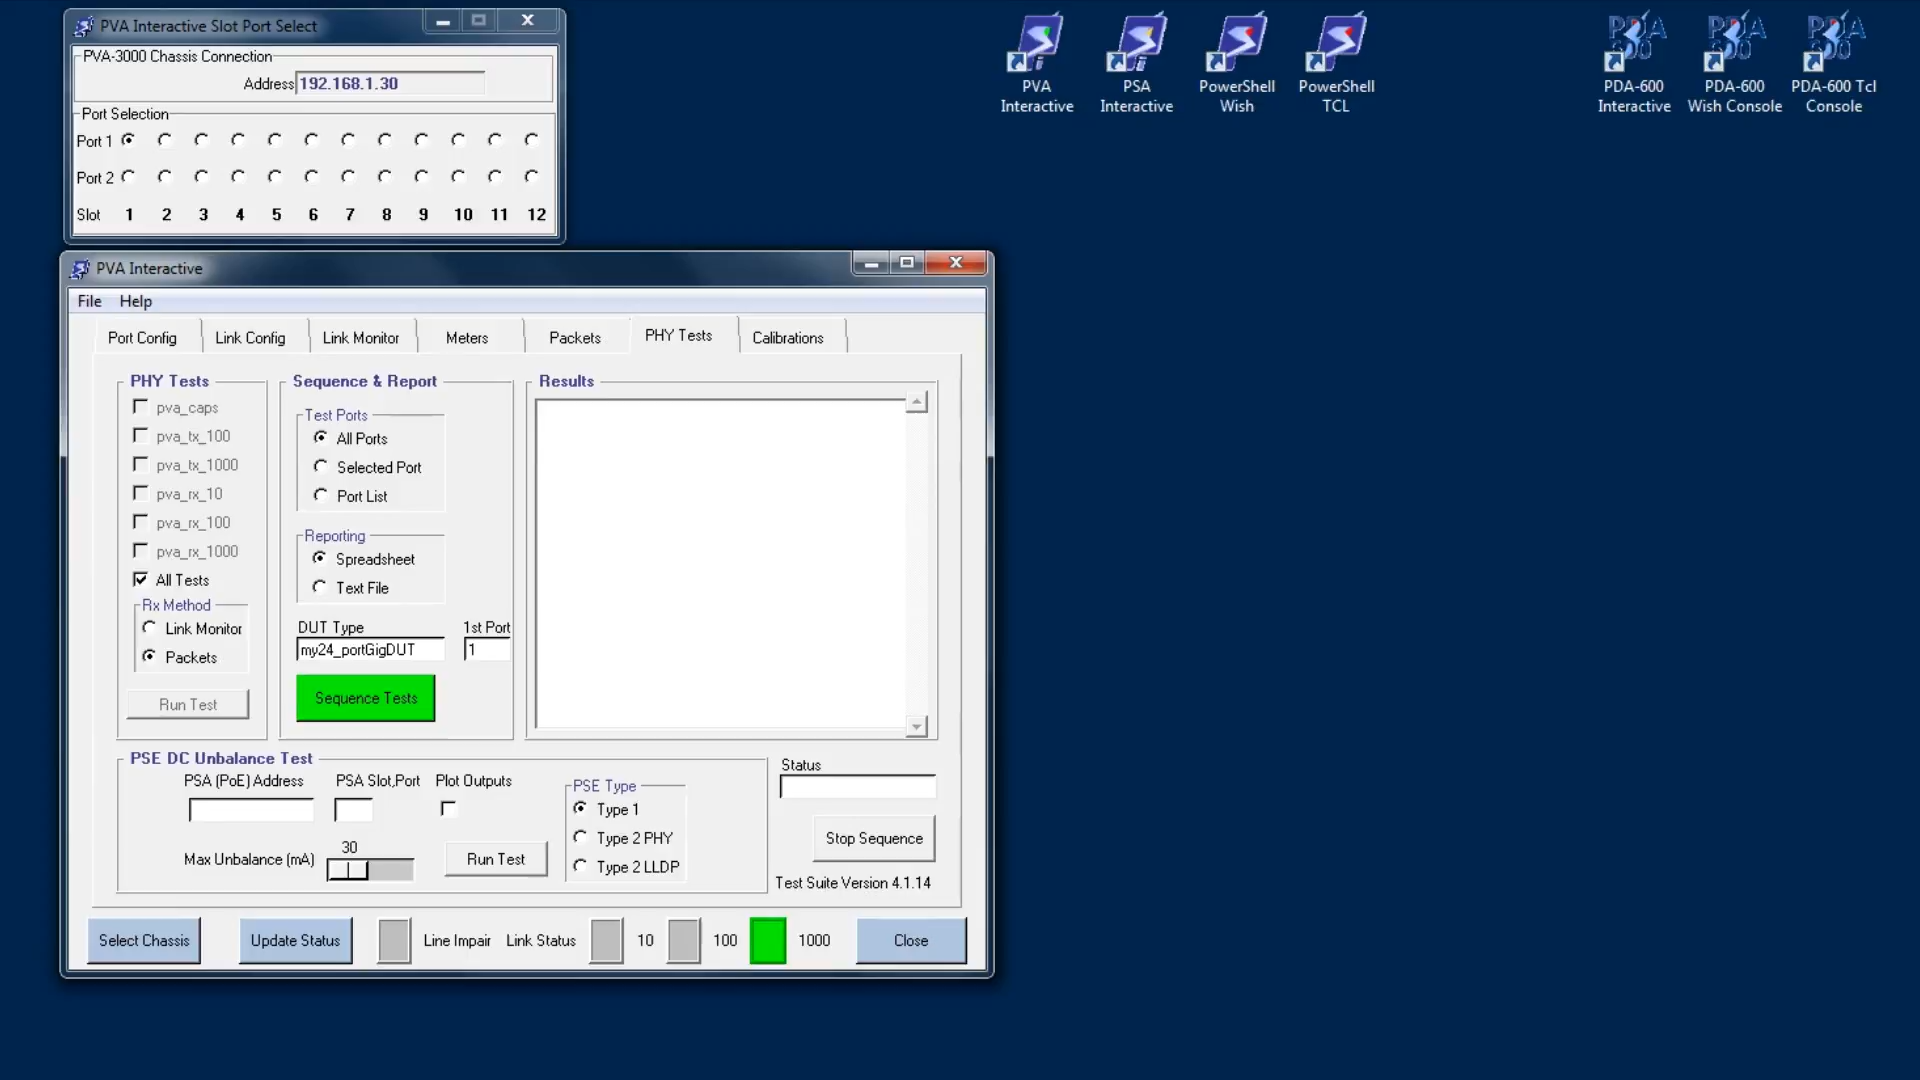 PVA Interactive Slot Port Select
PVA-3000 Chassis Connection
Address 192.168.1.30
Port Selection
Port 1
Port 2
Slot 1 2 3 4 5 6 7 8 9 10 11 12
PVA Interactive
PSA Interactive
PowerShell Wish
PowerShell TCL
PDA-600 Interactive
PDA-600 Wish Console
PDA-600 Tcl Console
PVA Interactive
File Help
Port Config Link Config Link Monitor Meters Packets PHY Tests Calibrations
PHY Tests
pva_caps
pva_tx_100
pva_tx_1000
pva_rx_10
pva_rx_100
pva_rx_1000
All Tests
Rx Method
Link Monitor
Packets
Run Test
Sequence & Report
Test Ports
All Ports
Selected Port
Port List
Reporting
Spreadsheet
Text File
DUT Type 1st Port
my24_portGigDUT 1
Sequence Tests
Results
PSE DC Unbalance Test
PSA (PoE) Address PSA Slot,Port Plot Outputs
Max Unbalance (mA) 30
Run Test
PSE Type
Type 1
Type 2 PHY
Type 2 LLDP
Status
Stop Sequence
Test Suite Version 4.1.14
Select Chassis Update Status Line Impair Link Status 10 100 1000 Close